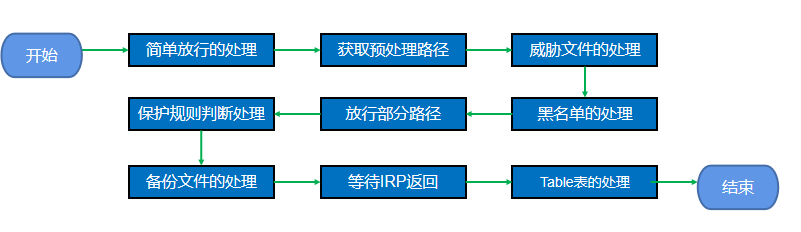 开始
简单放行的处理
获取预处理路径
威胁文件的处理
黑名单的处理
放行部分路径
保护规则判断处理
备份文件的处理
等待IRP返回
Table表的处理
结束